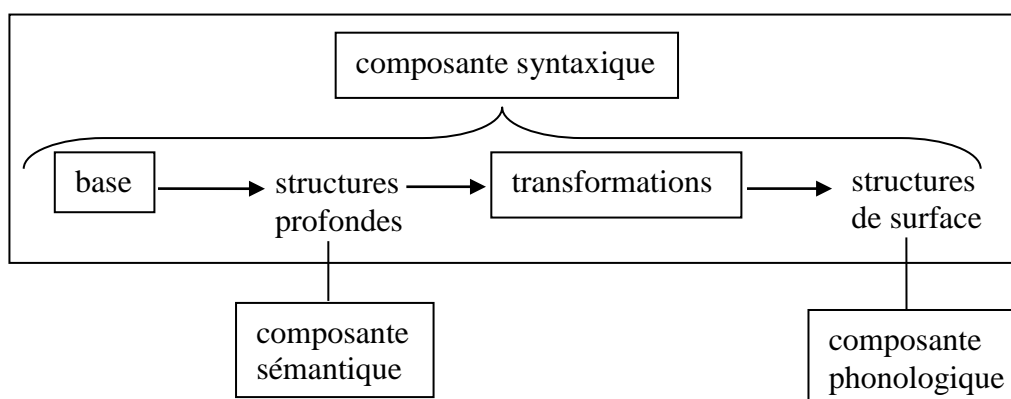 composante syntaxique
base
structures
profondes
transformations
structures
de surface
composante
sémantique
composante
phonologique